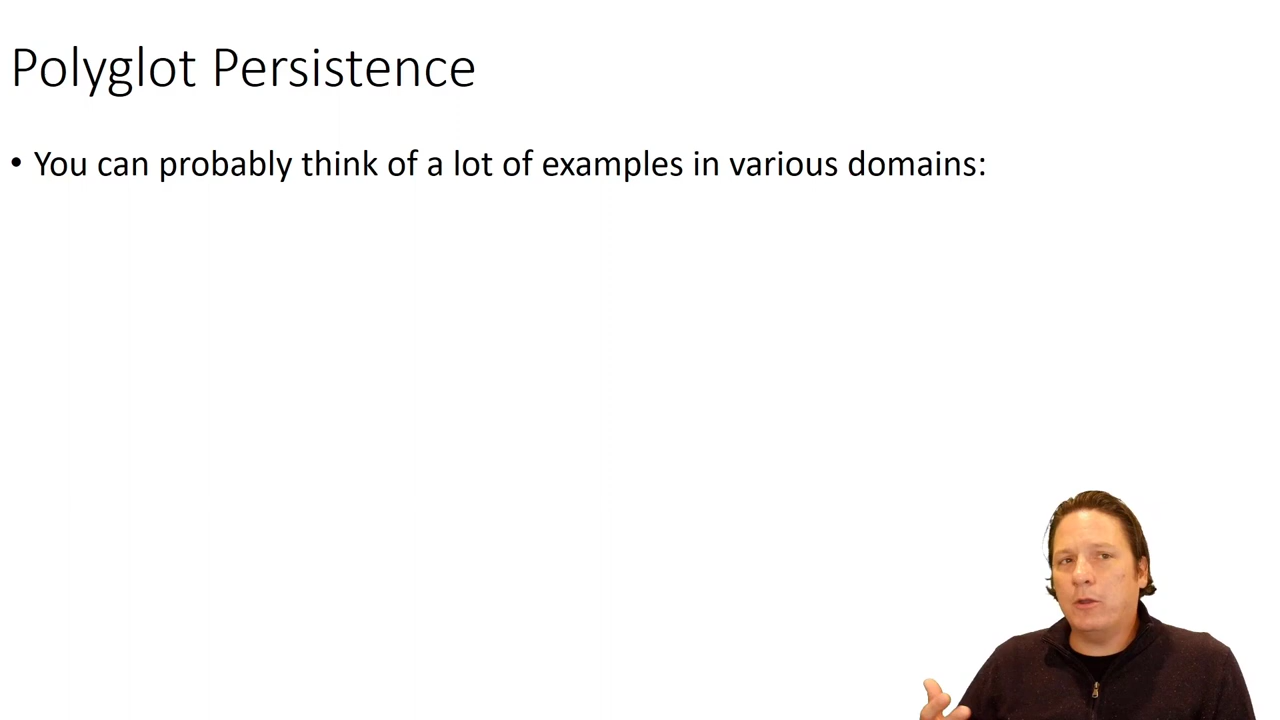 Polyglot Persistence
• You can probably think of a lot of examples in various domains: